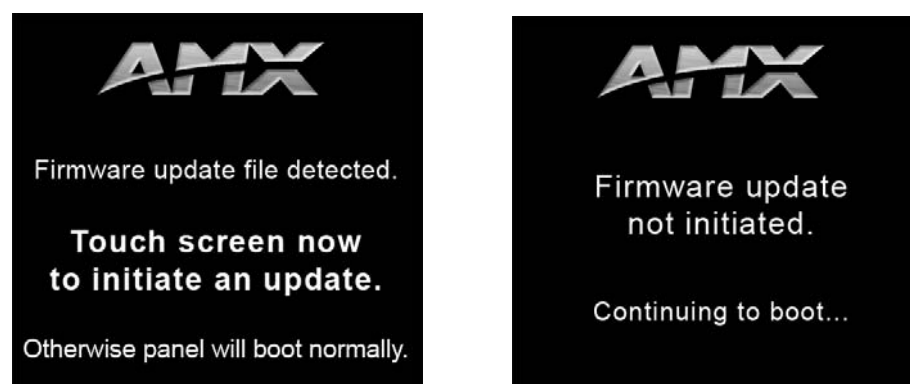 AMX
Firmware update file detected.
Touch screen now
to initiate an update.
Otherwise panel will boot normally.
AMX
Firmware update
not initiated.
Continuing to boot...